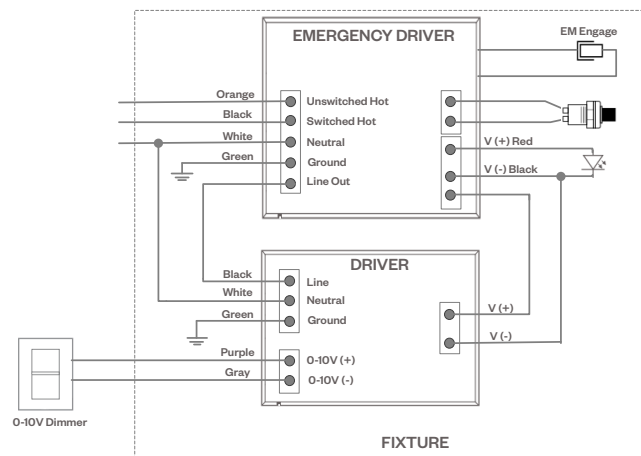 EMERGENCY DRIVER
EM Engage
Orange
Unswitched Hot
Black
Switched Hot
White
Neutral
V (+) Red
Green
Ground
V (-) Black
Line Out
DRIVER
Black
Line
White
Neutral
V (+)
Green
Ground
V (-)
Purple
0-10V (+)
Gray
0-10V (-)
0-10V Dimmer
FIXTURE